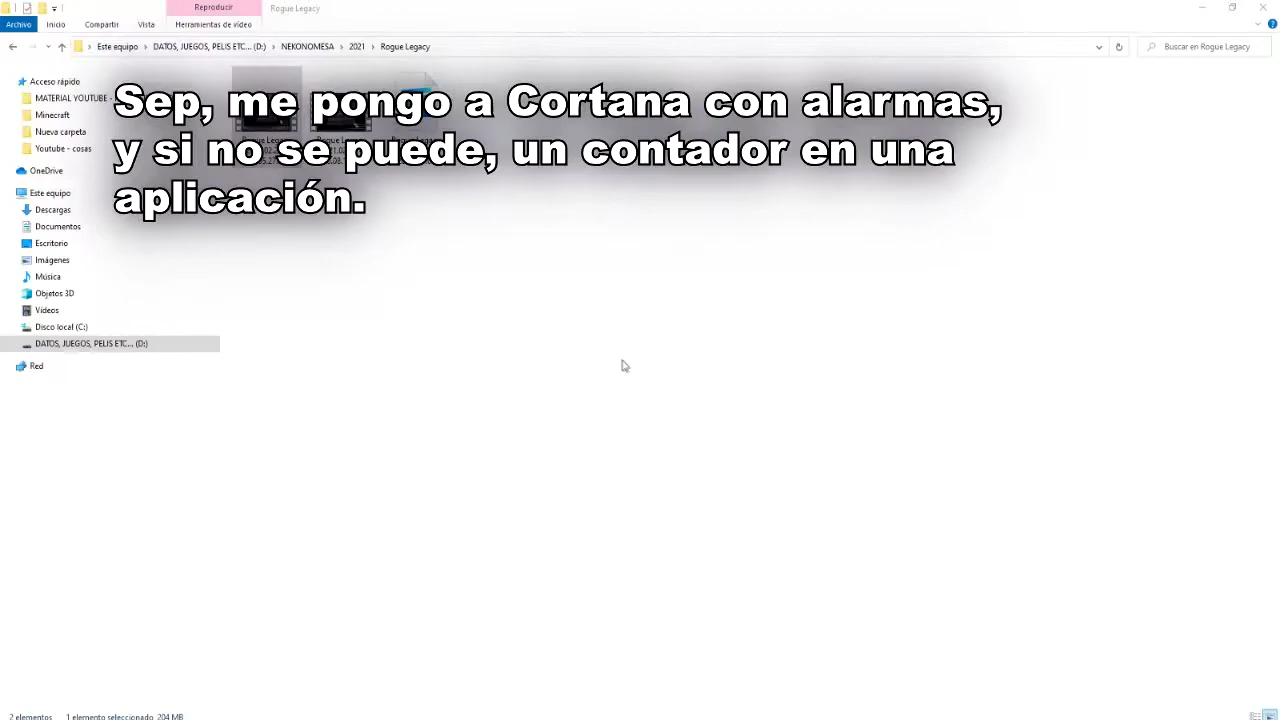 Reproducir
Rogue Legacy
Archivo
Inicio
Compartir
Vista
Herramientas de vídeo
Este equipo > DATOS, JUEGOS, PELIS ETC... (D:) > NEKONOMESA > 2021 > Rogue Legacy
Buscar en Rogue Legacy
Sep, me pongo a Cortana con alarmas,
y si no se puede, un contador en una
aplicación.
Acceso rápido
MATERIAL YOUTUBE -
Minecraft
Nueva carpeta
Youtube - cosas
OneDrive
Este equipo
Descargas
Documentos
Escritorio
Imágenes
Música
Objetos 3D
Vídeos
Disco local (C:)
DATOS, JUEGOS, PELIS ETC... (D:)
Red
2 elementos
1 elemento seleccionado 204 MB